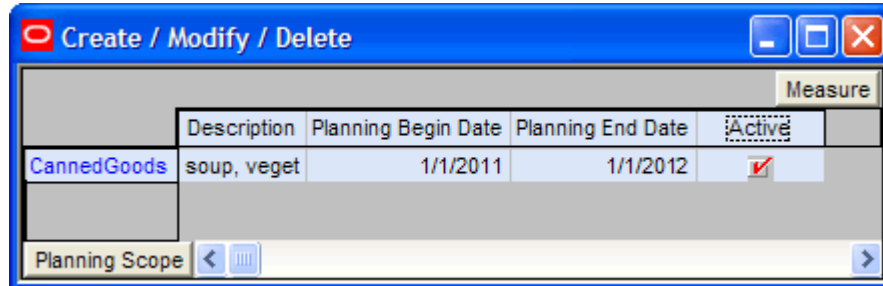 Create / Modify / Delete
Measure
Description Planning Begin Date Planning End Date Active
CannedGoods soup, veget 1/1/2011 1/1/2012
Planning Scope